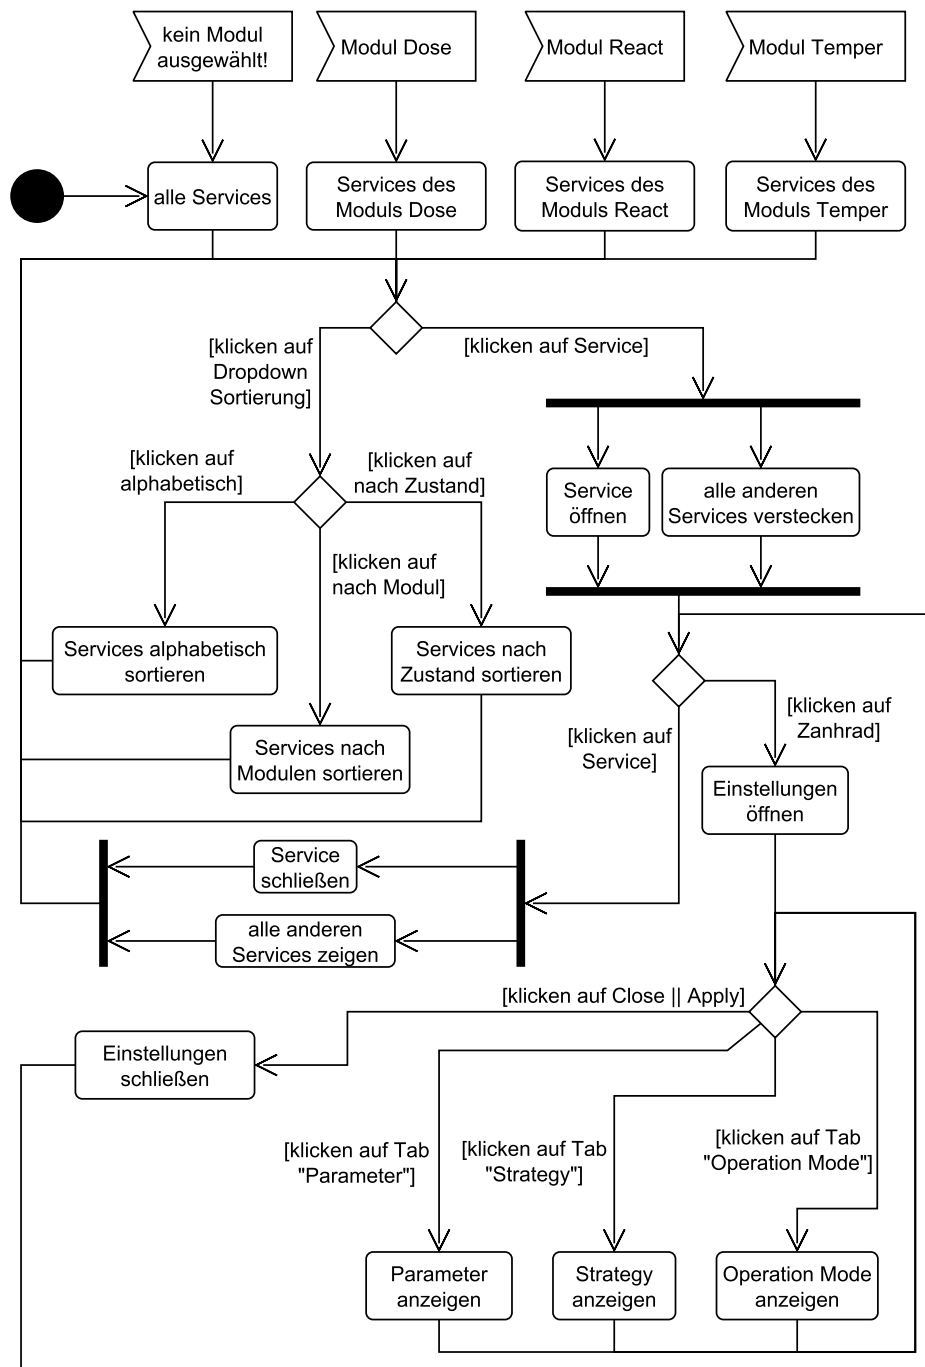 kein Modul
ausgewählt!
Modul Dose
Modul React
Modul Temper
alle Services
Services des
Moduls Dose
Services des
Moduls React
Services des
Moduls Temper
[klicken auf
Dropdown
Sortierung]
[klicken auf Service]
[klicken auf
alphabetisch]
[klicken auf
nach Zustand]
Service
öffnen
alle anderen
Services verstecken
[klicken auf
nach Modul]
Services alphabetisch
sortieren
Services nach
Zustand sortieren
[klicken auf
Zanhrad]
[klicken auf
Service]
Services nach
Modulen sortieren
Einstellungen
öffnen
Service
schließen
alle anderen
Services zeigen
[klicken auf Close || Apply]
Einstellungen
schließen
[klicken auf Tab
"Parameter"]
[klicken auf Tab
"Strategy"]
[klicken auf Tab
"Operation Mode"]
Parameter
anzeigen
Strategy
anzeigen
Operation Mode
anzeigen